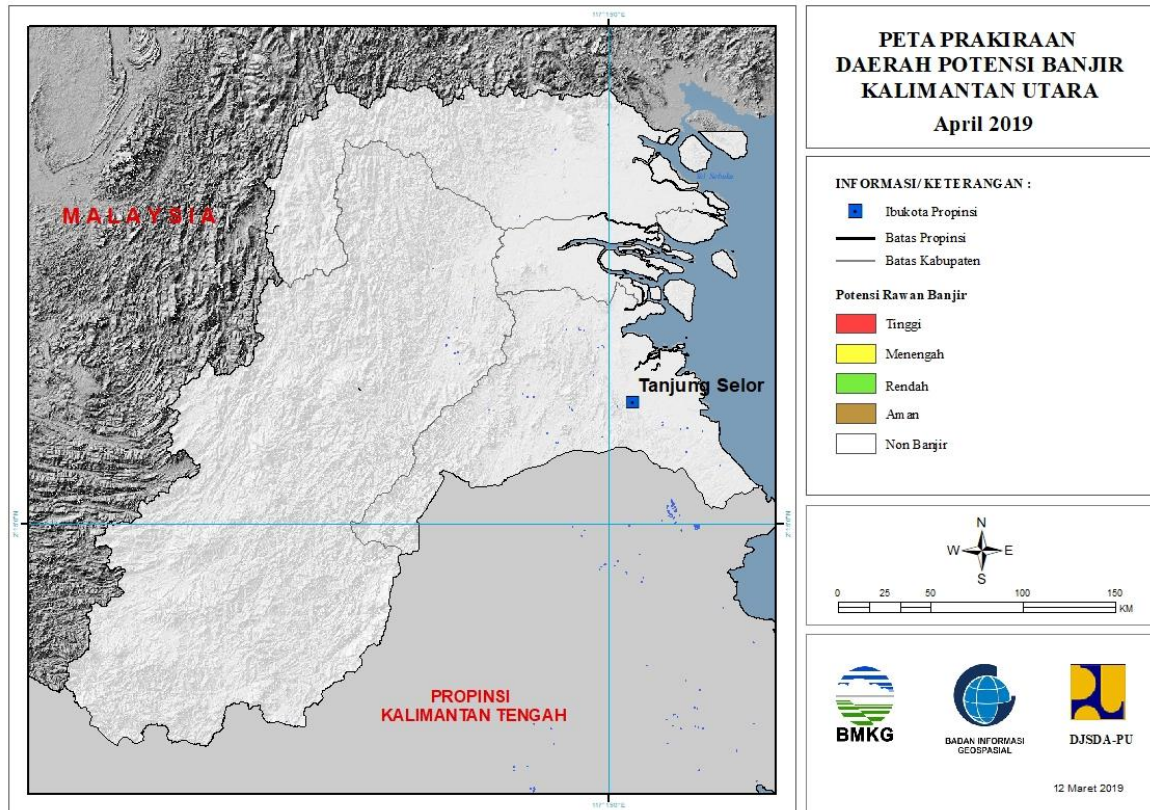 PETA PRAKIRAAN
DAERAH POTENSI BANJIR
KALIMANTAN UTARA
April 2019
INFORMASI/ KETERANGAN :
Ibukota Propinsi
Batas Propinsi
Batas Kabupaten
Potensi Rawan Banjir
Tinggi
Menengah
Rendah
Aman
Non Banjir
MALAYSIA
Tanjung Selor
PROPINSI
KALIMANTAN TENGAH
N
W E
S
0 25 50 100 150
KM
BMKG
BADAN INFORMASI
GEOSPASIAL
DJSDA-PU
12 Maret 2019